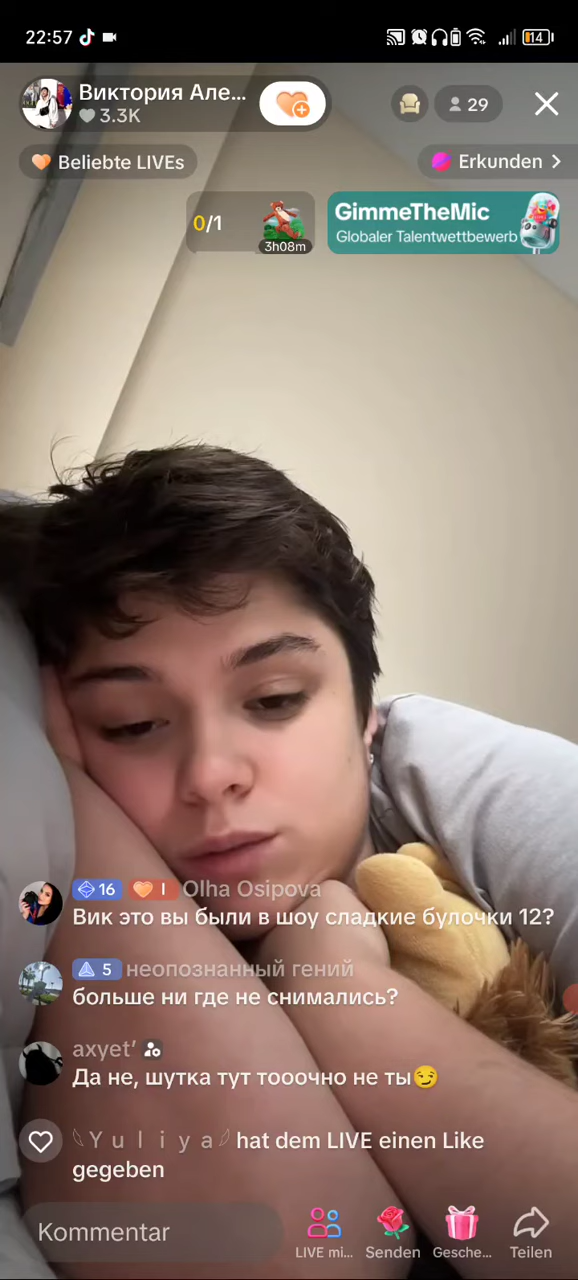 22:57
14
Виктория Але...
3.3K
29
Beliebte LIVEs
Erkunden
0/1
3h08m
GimmeTheMic
Globaler Talentwettbewerb
16 I Olha Osipova
Вик это вы были в шоу сладкие булочки 12?
5 неопознанный гений
больше ни где не снимались?
axyet’
Да не, шутка тут тооочно не ты😏
Y u l i y a hat dem LIVE einen Like
gegeben
Kommentar
LIVE mi...
Senden
Gesche...
Teilen